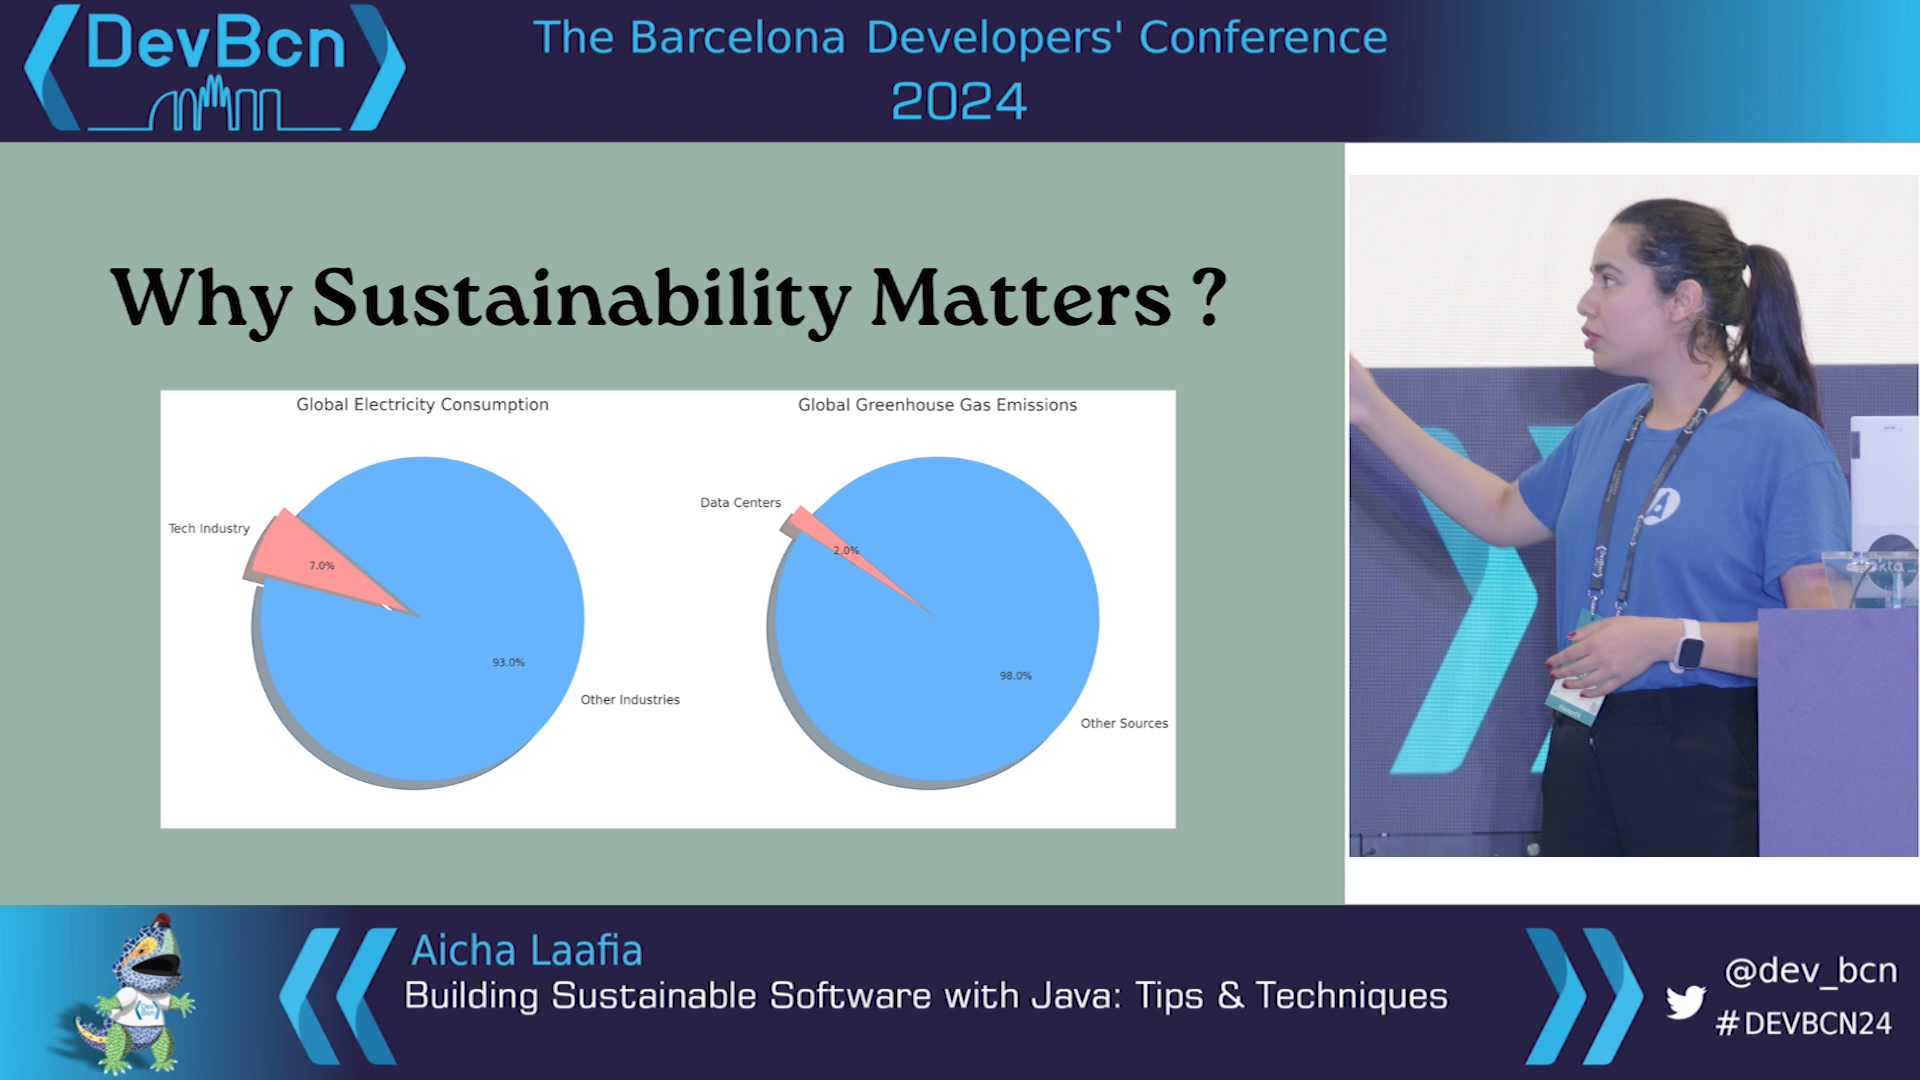 DevBcn
The Barcelona Developers' Conference
2024
Why Sustainability Matters ?
Global Electricity Consumption
Tech Industry
7.0%
93.0%
Other Industries
Global Greenhouse Gas Emissions
Data Centers
2.0%
98.0%
Other Sources
A
okta
Aicha Laafia
Building Sustainable Software with Java: Tips & Techniques
@dev_bcn
#DEVBCN24